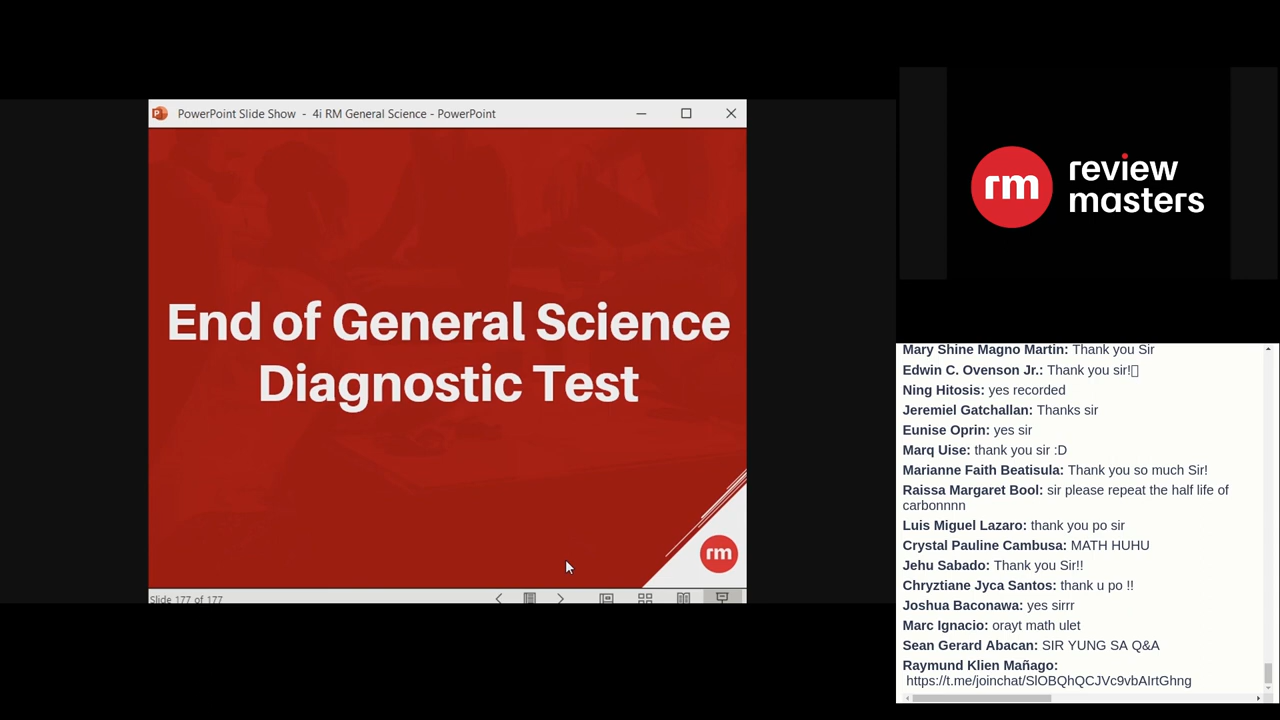 PowerPoint Slide Show - 4i RM General Science - PowerPoint
End of General Science
Diagnostic Test
rm
Slide 177 of 177
rm
review
masters
Mary Shine Magno Martin: Thank you Sir
Edwin C. Ovenson Jr.: Thank you sir!
Ning Hitosis: yes recorded
Jeremiel Gatchallan: Thanks sir
Eunise Oprin: yes sir
Marq Uise: thank you sir :D
Marianne Faith Beatisula: Thank you so much Sir!
Raissa Margaret Bool: sir please repeat the half life of
carbonnnn
Luis Miguel Lazaro: thank you po sir
Crystal Pauline Cambusa: MATH HUHU
Jehu Sabado: Thank you Sir!!
Chryztiane Jyca Santos: thank u po !!
Joshua Baconawa: yes sirrr
Marc Ignacio: orayt math ulet
Sean Gerard Abacan: SIR YUNG SA Q&A
Raymund Klien Mañago:
https://t.me/joinchat/SlOBQhQCJVc9vbAIrtGhng